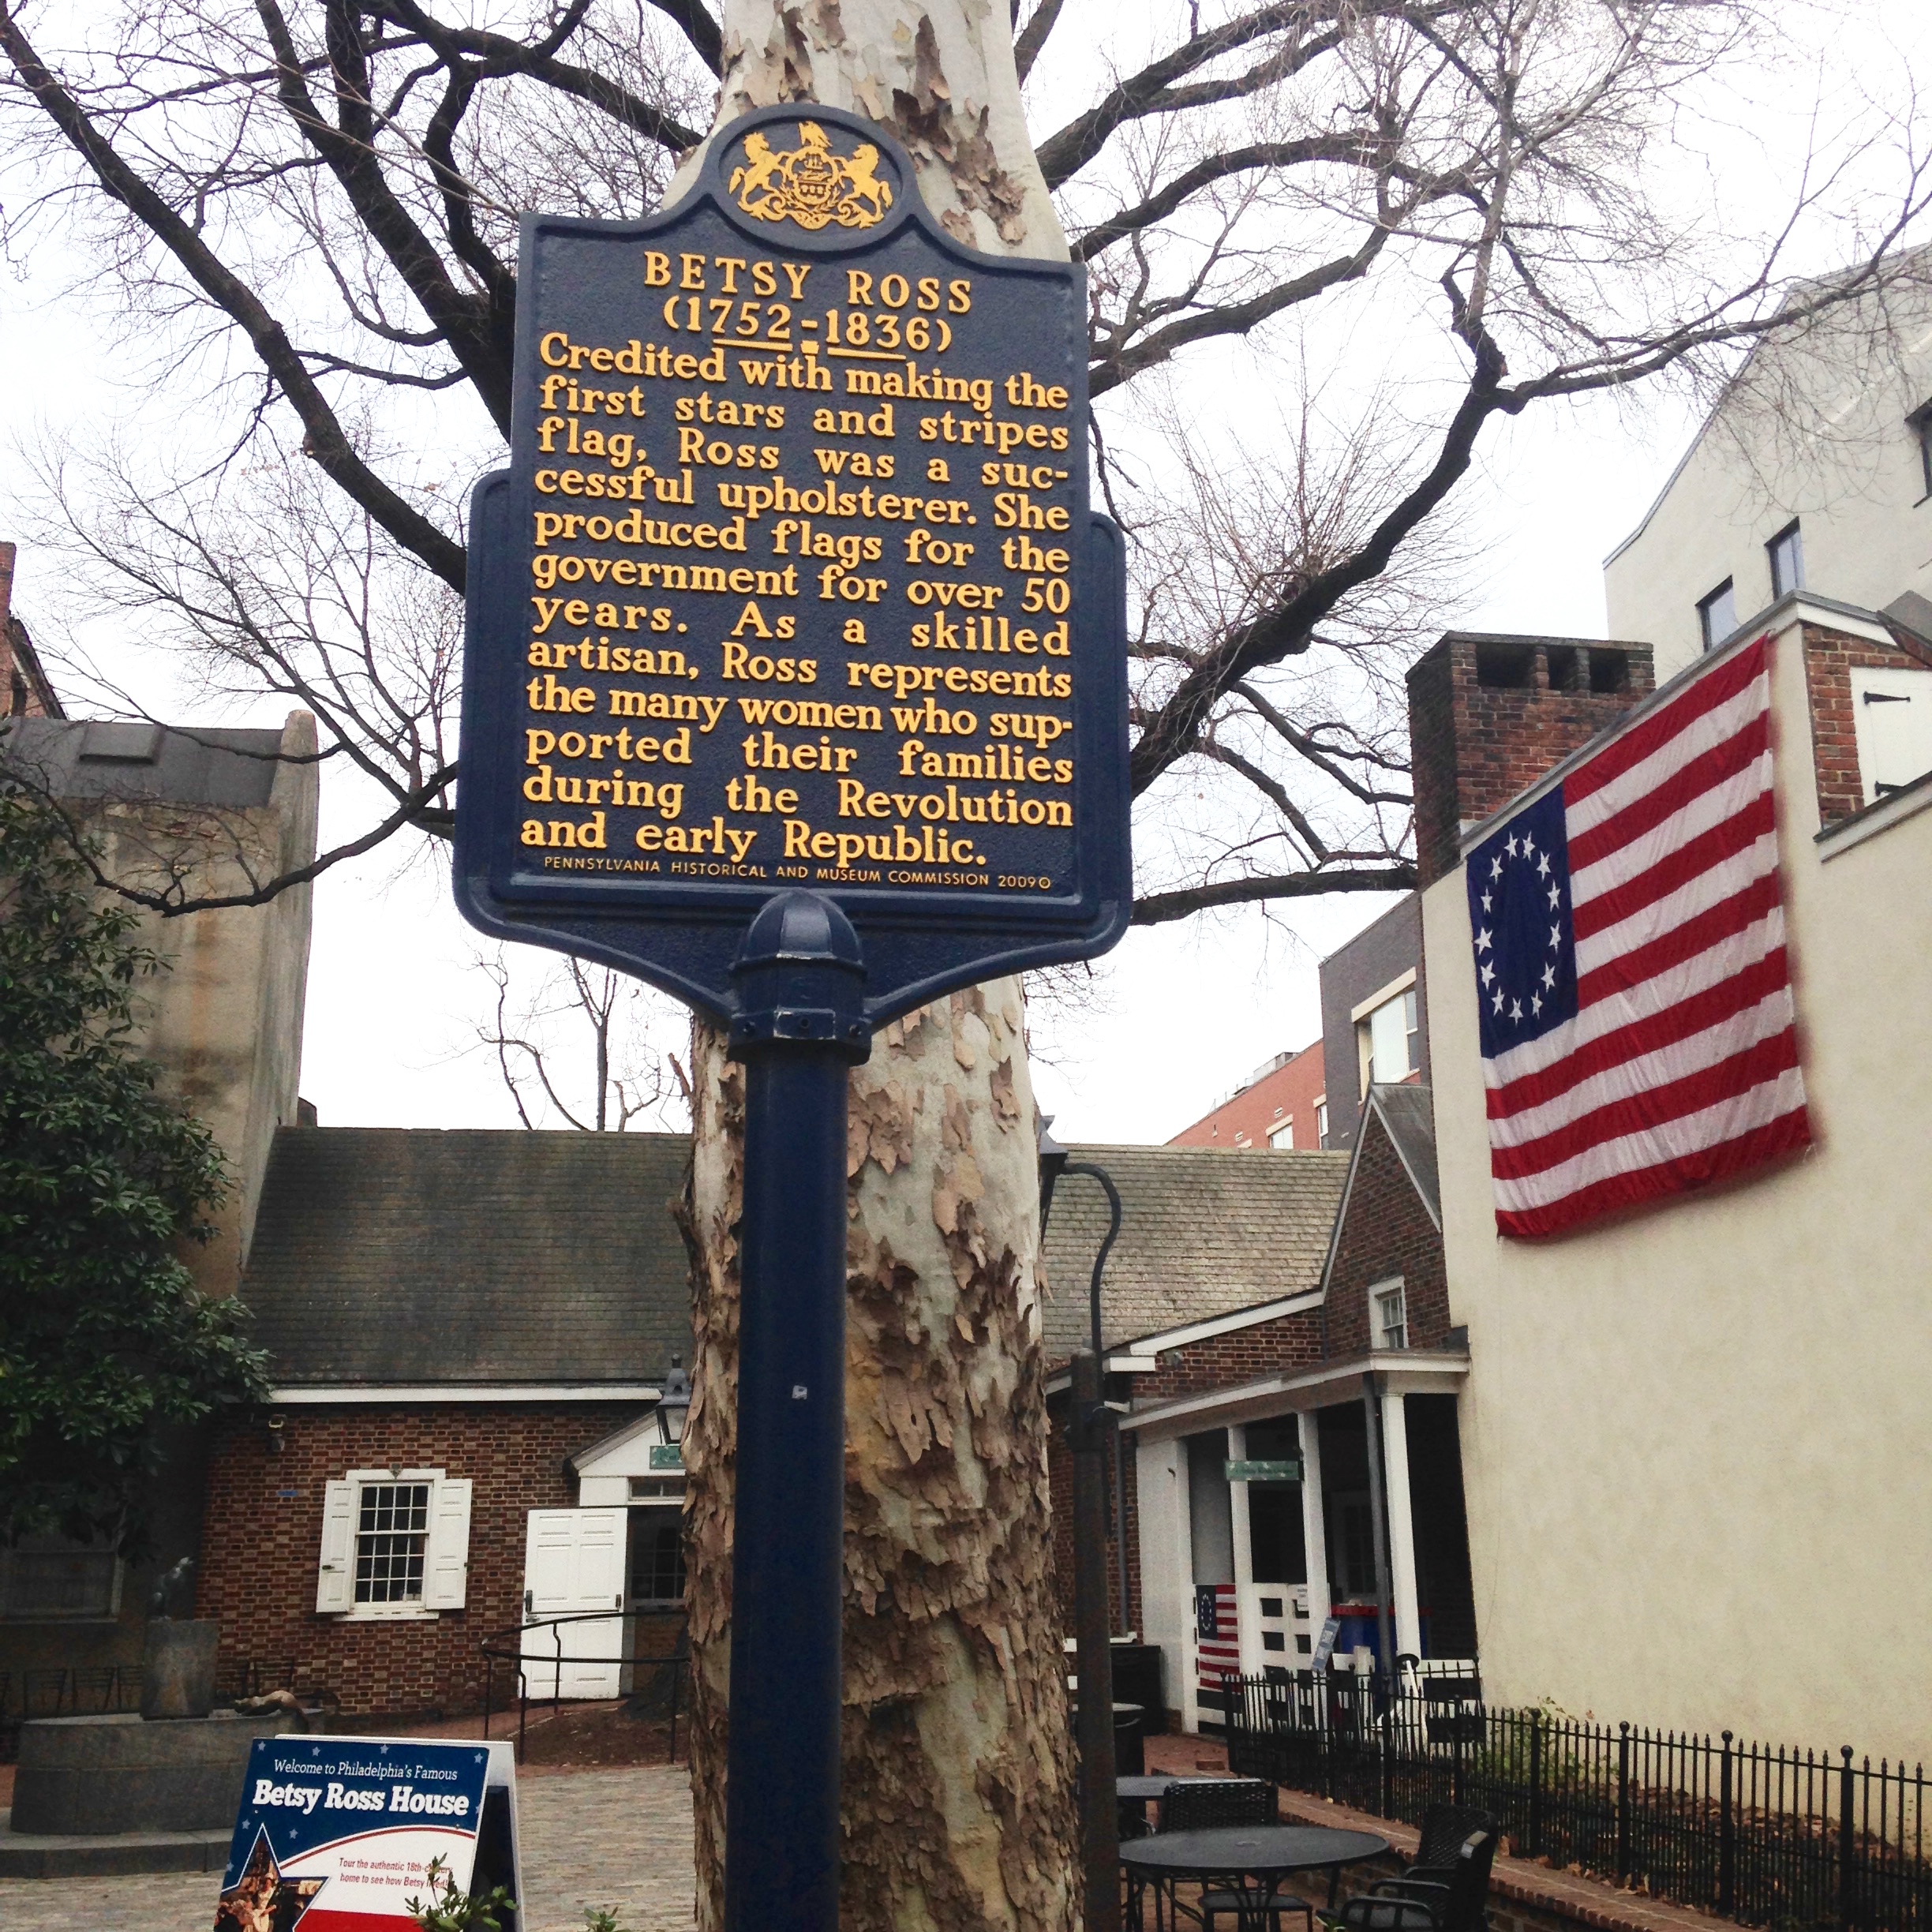 BETSY ROSS
(1752-1836)
Credited with making the
first stars and stripes
flag, Ross was a suc-
cessful upholsterer. She
produced flags for the
government for over 50
years. As a skilled
artisan, Ross represents
the many women who sup-
ported their families
during the Revolution
and early Republic.
PENNSYLVANIA HISTORICAL AND MUSEUM COMMISSION 2009©
Welcome to Philadelphia's Famous
Betsy Ross House
Tour the authentic 18th-century
home to see how Betsy lived!